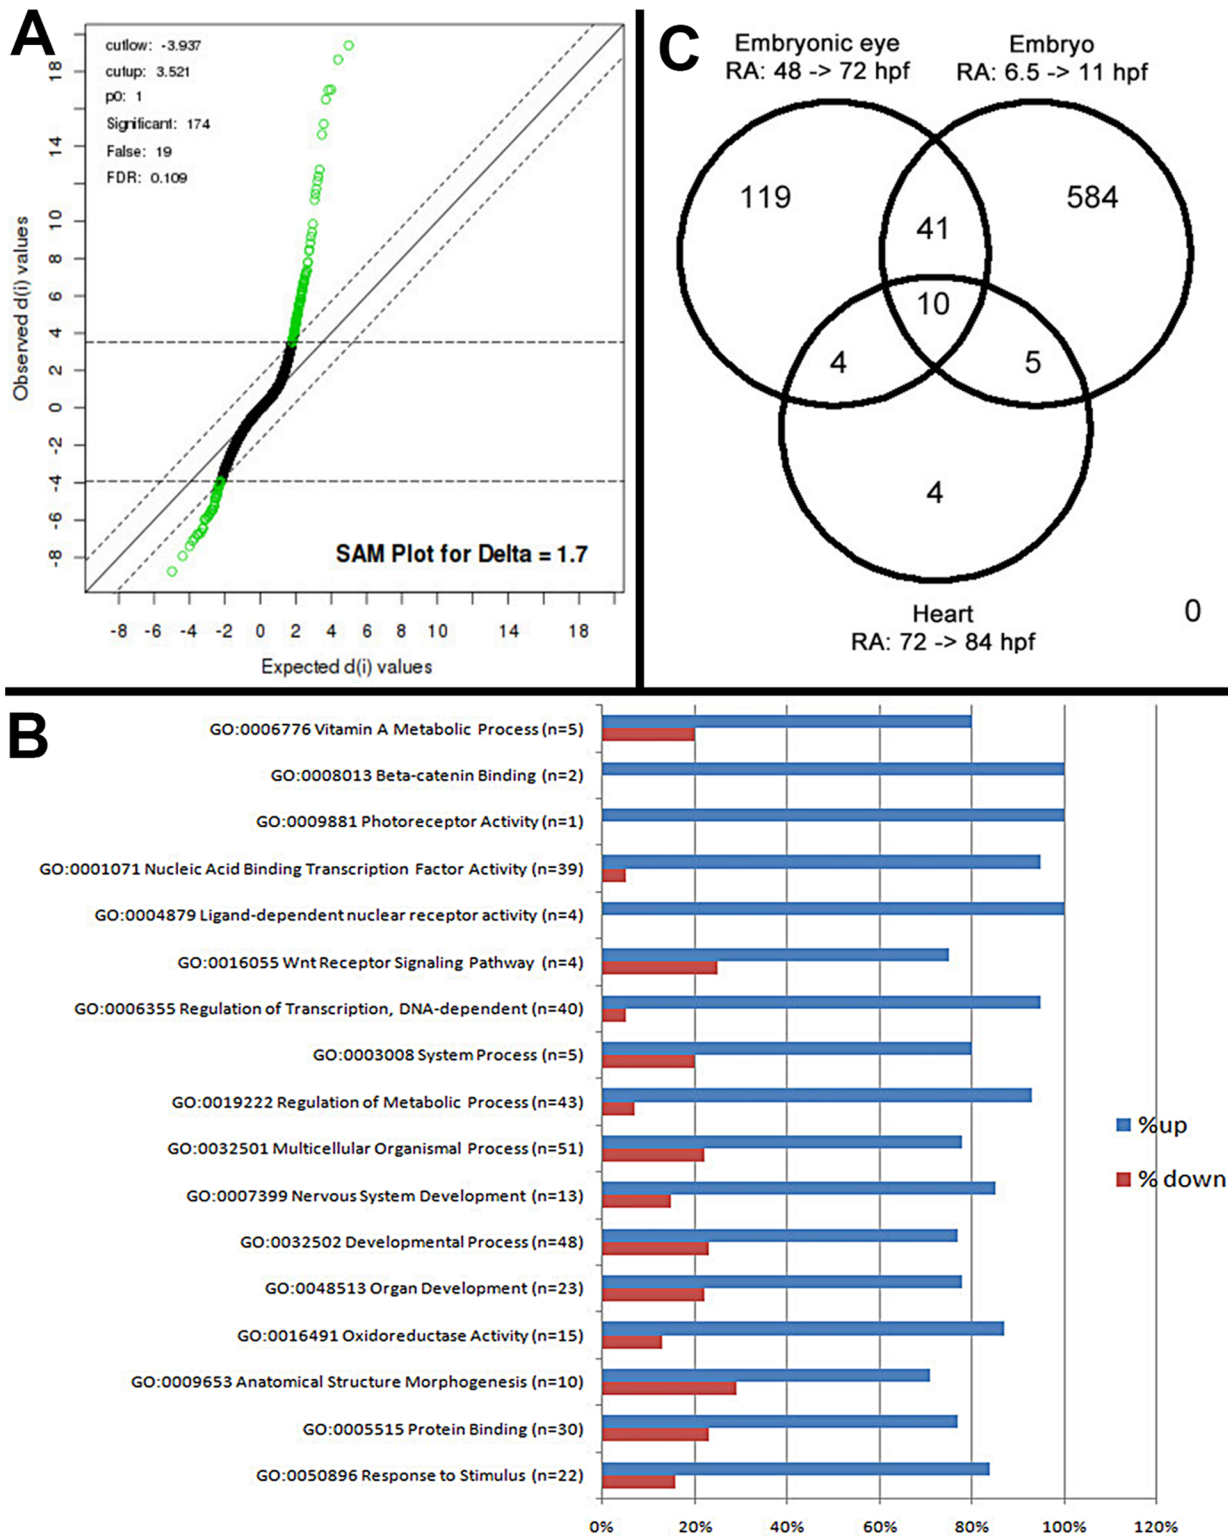 A
cutlow: -3.937
cutup: 3.521
p0: 1
Significant: 174
False: 19
FDR: 0.109
Observed d(i) values
18
14
10
8
6
4
2
0
-2
-4
-6
-8
SAM Plot for Delta = 1.7
-8 -6 -4 -2 0 2 4 6 8 10 14 18
Expected d(i) values
C
Embryonic eye
RA: 48 -> 72 hpf
Embryo
RA: 6.5 -> 11 hpf
119
41
584
10
4
5
4
Heart
RA: 72 -> 84 hpf
0
B
GO:0006776 Vitamin A Metabolic Process (n=5)
GO:0008013 Beta-catenin Binding (n=2)
GO:0009881 Photoreceptor Activity (n=1)
GO:0001071 Nucleic Acid Binding Transcription Factor Activity (n=39)
GO:0004879 Ligand-dependent nuclear receptor activity (n=4)
GO:0016055 Wnt Receptor Signaling Pathway (n=4)
GO:0006355 Regulation of Transcription, DNA-dependent (n=40)
GO:0003008 System Process (n=5)
GO:0019222 Regulation of Metabolic Process (n=43)
GO:0032501 Multicellular Organismal Process (n=51)
GO:0007399 Nervous System Development (n=13)
GO:0032502 Developmental Process (n=48)
GO:0048513 Organ Development (n=23)
GO:0016491 Oxidoreductase Activity (n=15)
GO:0009653 Anatomical Structure Morphogenesis (n=10)
GO:0005515 Protein Binding (n=30)
GO:0050896 Response to Stimulus (n=22)
%up
% down
0% 20% 40% 60% 80% 100% 120%